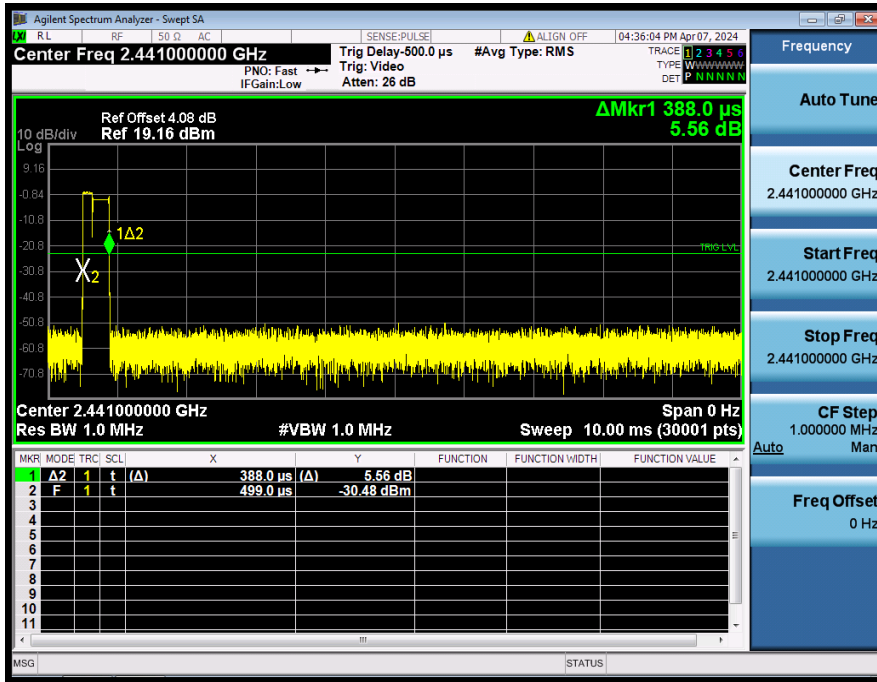 Agilent Spectrum Analyzer - Swept SA
LXI RL RF 50 Ω AC SENSE:PULSE ALIGN OFF 04:36:04 PM Apr 07, 2024
Center Freq 2.441000000 GHz
PNO: Fast
IFGain:Low
Trig Delay-500.0 µs
Trig: Video
Atten: 26 dB
#Avg Type: RMS
TRACE 1 2 3 4 5 6
TYPE WWWWWW
DET P N N N N N
ΔMkr1 388.0 µs
5.56 dB
Ref Offset 4.08 dB
10 dB/div Ref 19.16 dBm
Log
9.16
-0.84
-10.8
-20.8
-30.8
-40.8
-50.8
-60.8
-70.8
1Δ2
X2
TRIG LVL
Center 2.441000000 GHz Span 0 Hz
Res BW 1.0 MHz #VBW 1.0 MHz Sweep 10.00 ms (30001 pts)
MKR MODE TRC SCL X Y FUNCTION FUNCTION WIDTH FUNCTION VALUE
1 Δ2 1 t (Δ) 388.0 µs (Δ) 5.56 dB
2 F 1 t 499.0 µs -30.48 dBm
3
4
5
6
7
8
9
10
11
MSG STATUS
Frequency
Auto Tune
Center Freq
2.441000000 GHz
Start Freq
2.441000000 GHz
Stop Freq
2.441000000 GHz
CF Step
1.000000 MHz
Auto Man
Freq Offset
0 Hz